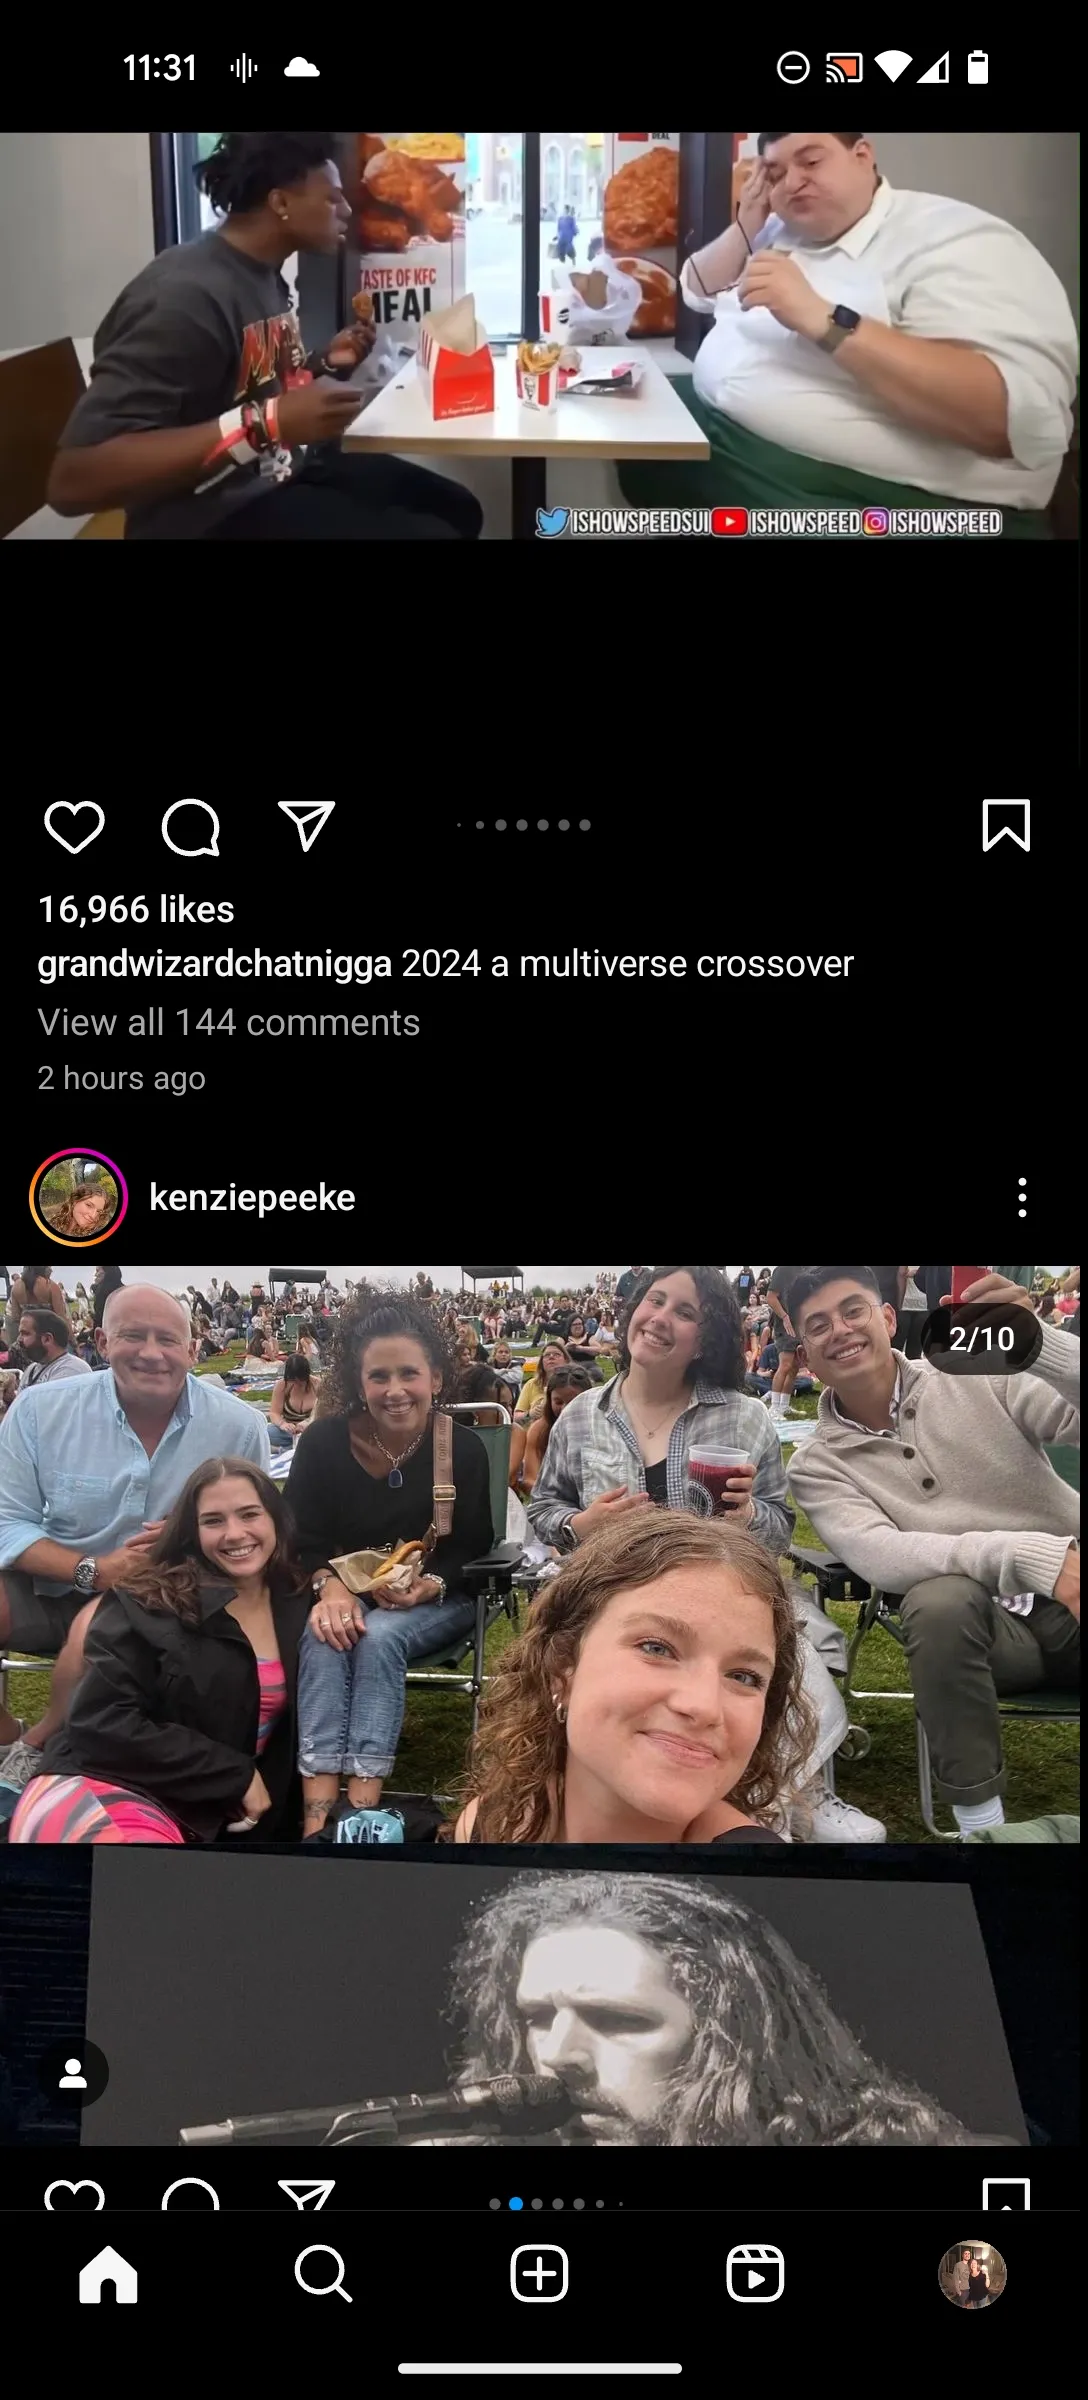 11:31
DEAL
TASTE OF KFC
MEAL
ISHOWSPEEDSUI ISHOWSPEED ISHOWSPEED
16,966 likes
grandwizardchatnigga 2024 a multiverse crossover
View all 144 comments
2 hours ago
kenziepeeke
2/10